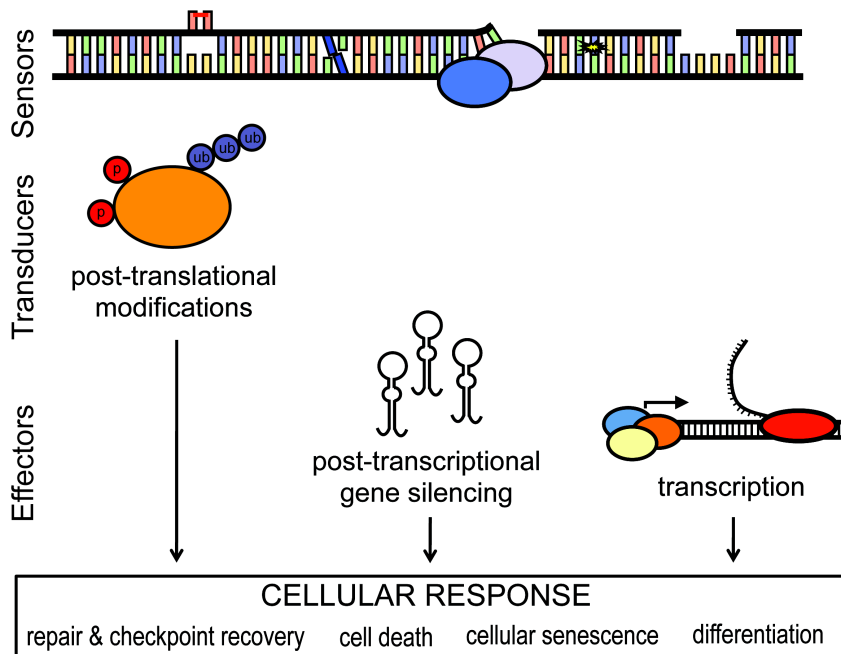 Sensors
Transducers
Effectors
p
p
ub
ub
ub
post-translational
modifications
post-transcriptional
gene silencing
transcription
CELLULAR RESPONSE
repair & checkpoint recovery cell death cellular senescence differentiation